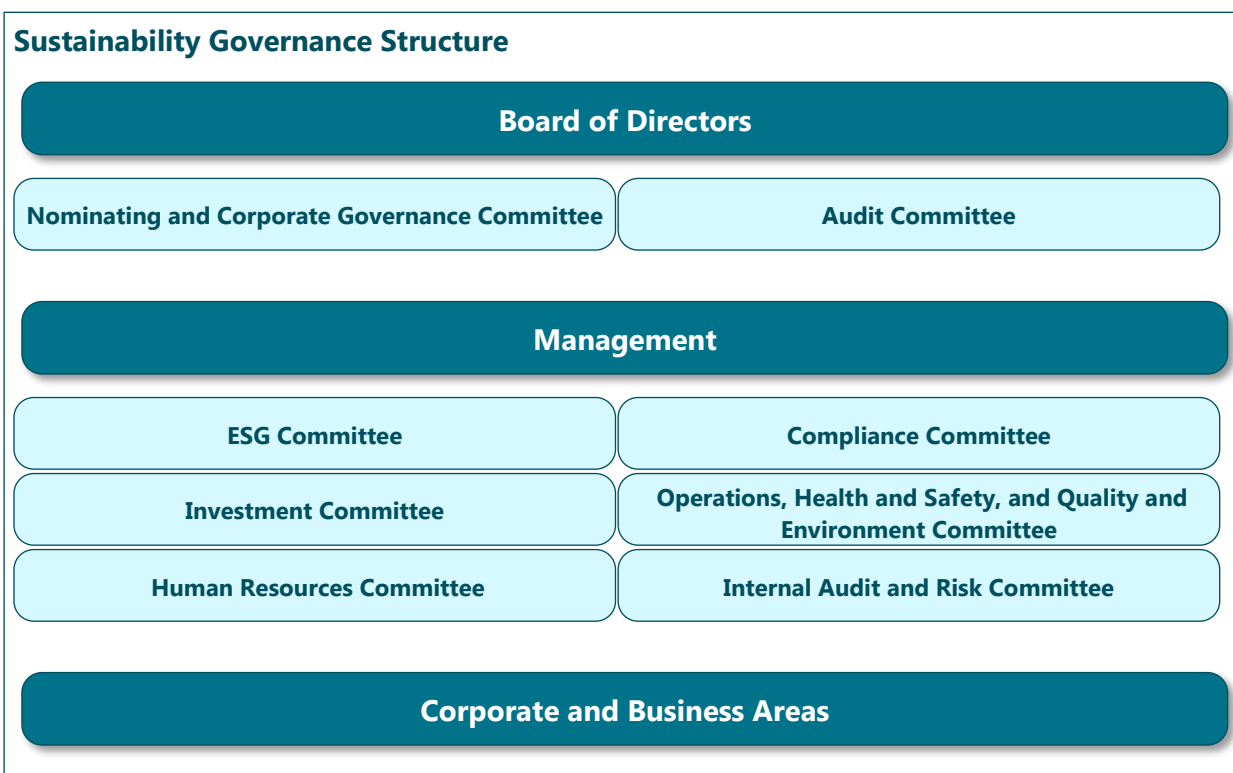 Sustainability Governance Structure
Board of Directors
Nominating and Corporate Governance Committee
Audit Committee
Management
ESG Committee
Compliance Committee
Investment Committee
Operations, Health and Safety, and Quality and
Environment Committee
Human Resources Committee
Internal Audit and Risk Committee
Corporate and Business Areas